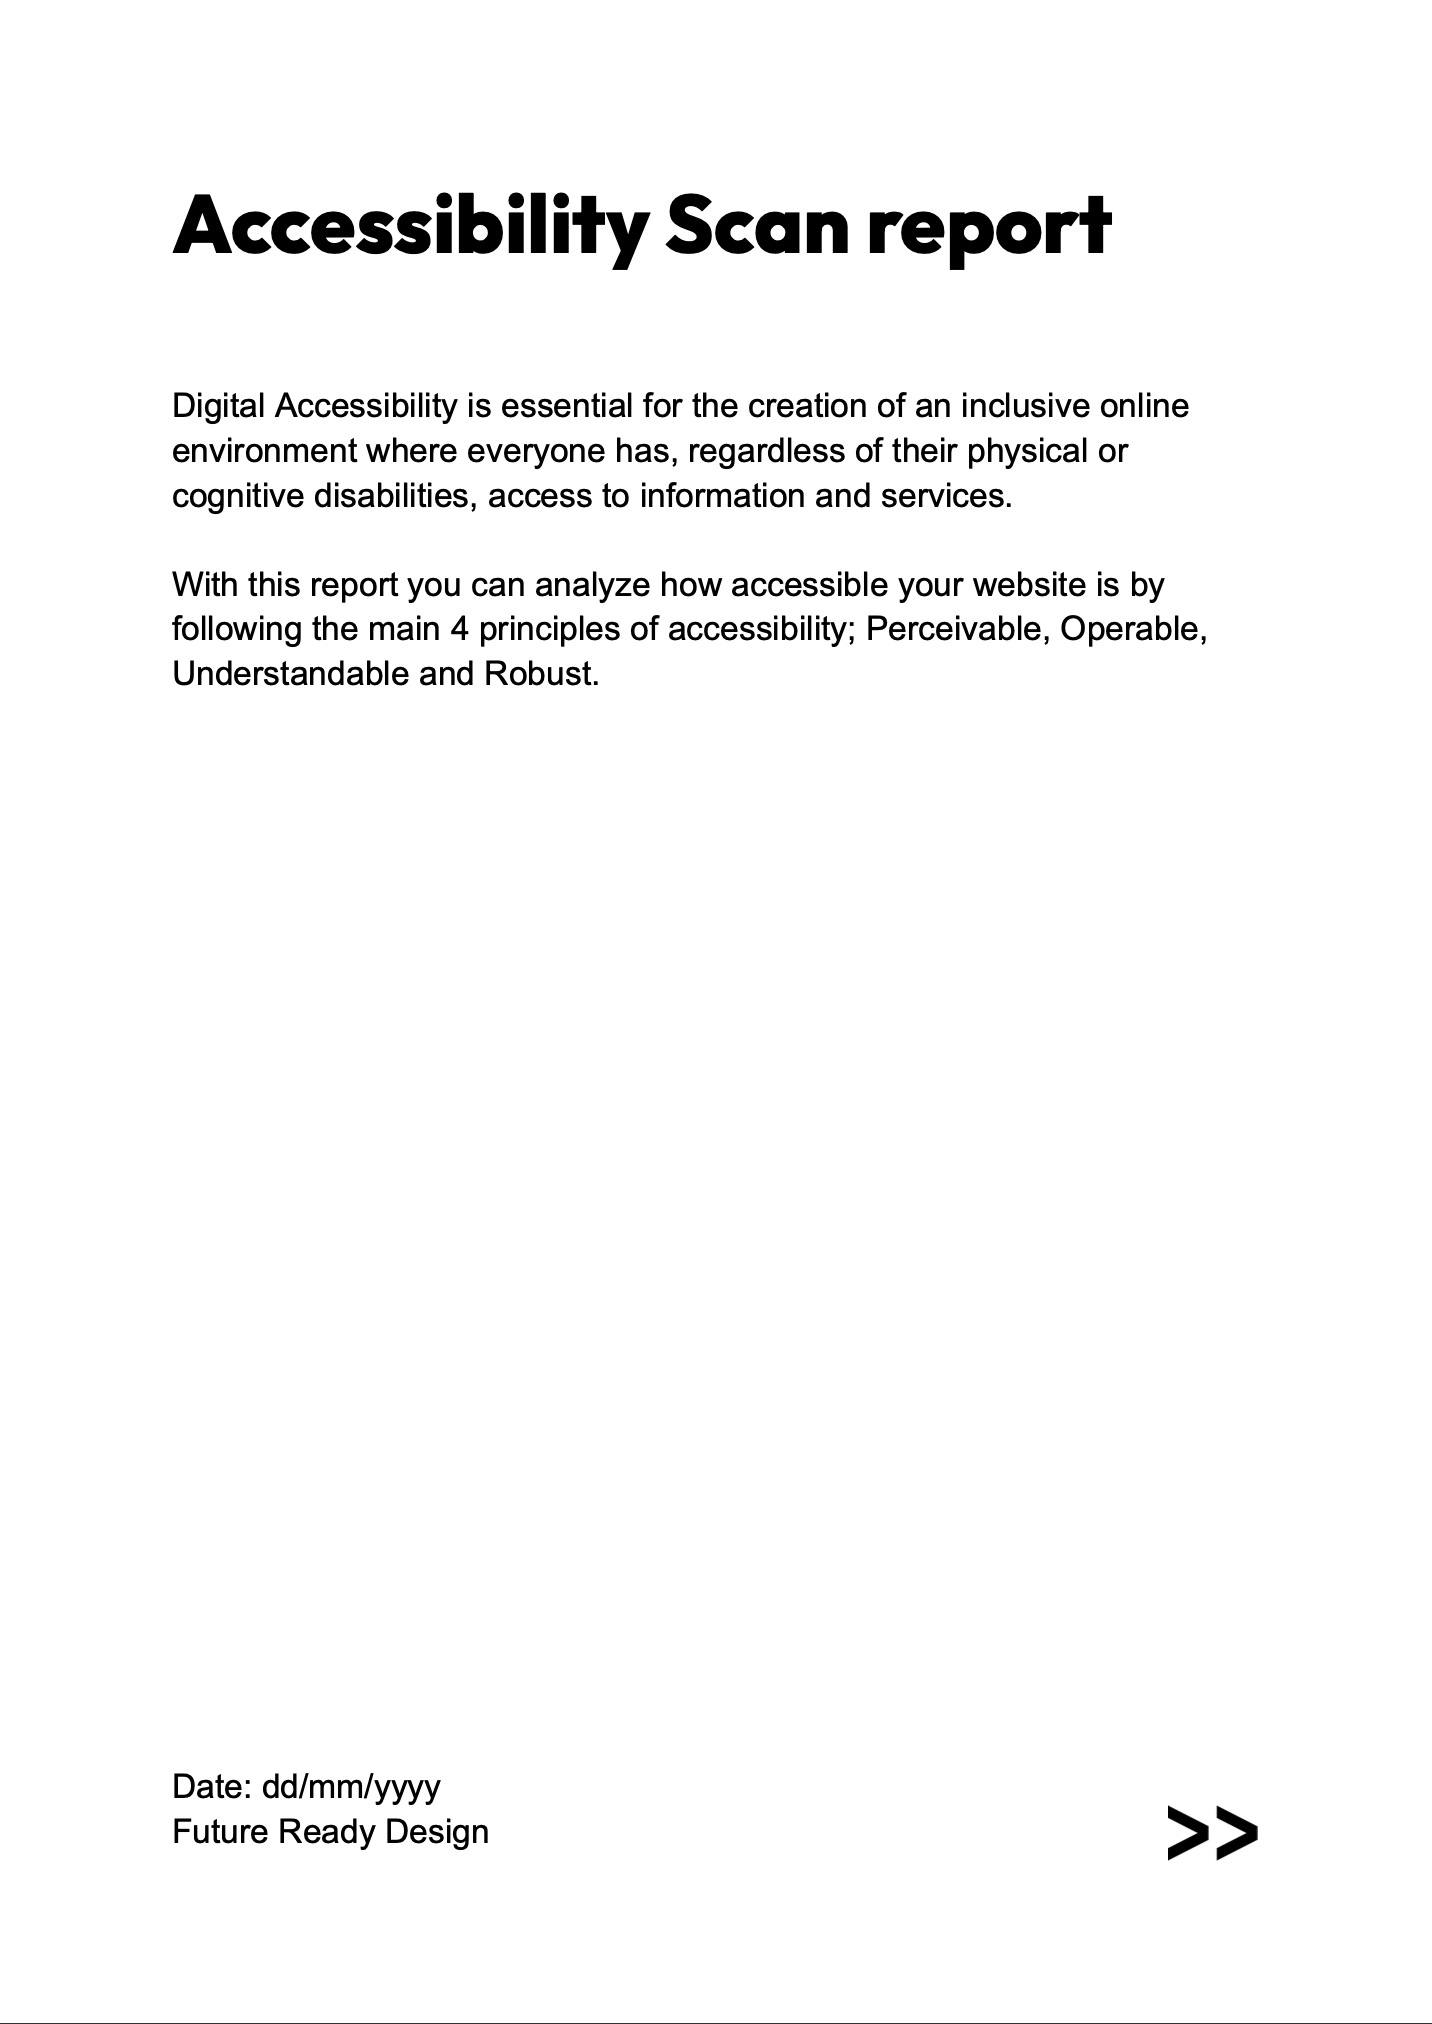 Accessibility Scan report
Digital Accessibility is essential for the creation of an inclusive online
environment where everyone has, regardless of their physical or
cognitive disabilities, access to information and services.
With this report you can analyze how accessible your website is by
following the main 4 principles of accessibility; Perceivable, Operable,
Understandable and Robust.
Date: dd/mm/yyyy
Future Ready Design
>>